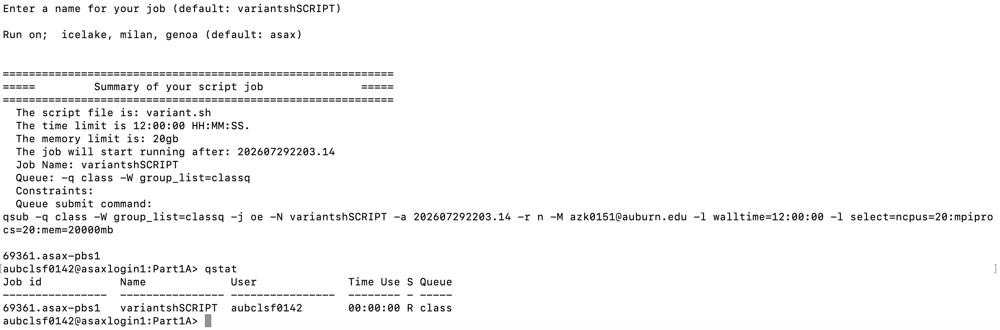 Enter a name for your job (default: variantshSCRIPT)
Run on;  icelake, milan, genoa (default: asax)
============================================================
=====         Summary of your script job               =====
============================================================
  The script file is: variant.sh
  The time limit is 12:00:00 HH:MM:SS.
  The memory limit is: 20gb
  The job will start running after: 202607292203.14
  Job Name: variantshSCRIPT
  Queue: -q class -W group_list=classq
  Constraints:
  Queue submit command:
qsub -q class -W group_list=classq -j oe -N variantshSCRIPT -a 202607292203.14 -r n -M azk0151@auburn.edu -l walltime=12:00:00 -l select=ncpus=20:mpipro
cs=20:mem=20000mb
69361.asax-pbs1
[aubclsf0142@asaxlogin1:Part1A> qstat ]
Job id            Name             User              Time Use S Queue
----------------  ---------------- ----------------  -------- - -----
69361.asax-pbs1   variantshSCRIPT  aubclsf0142       00:00:00 R class
aubclsf0142@asaxlogin1:Part1A>